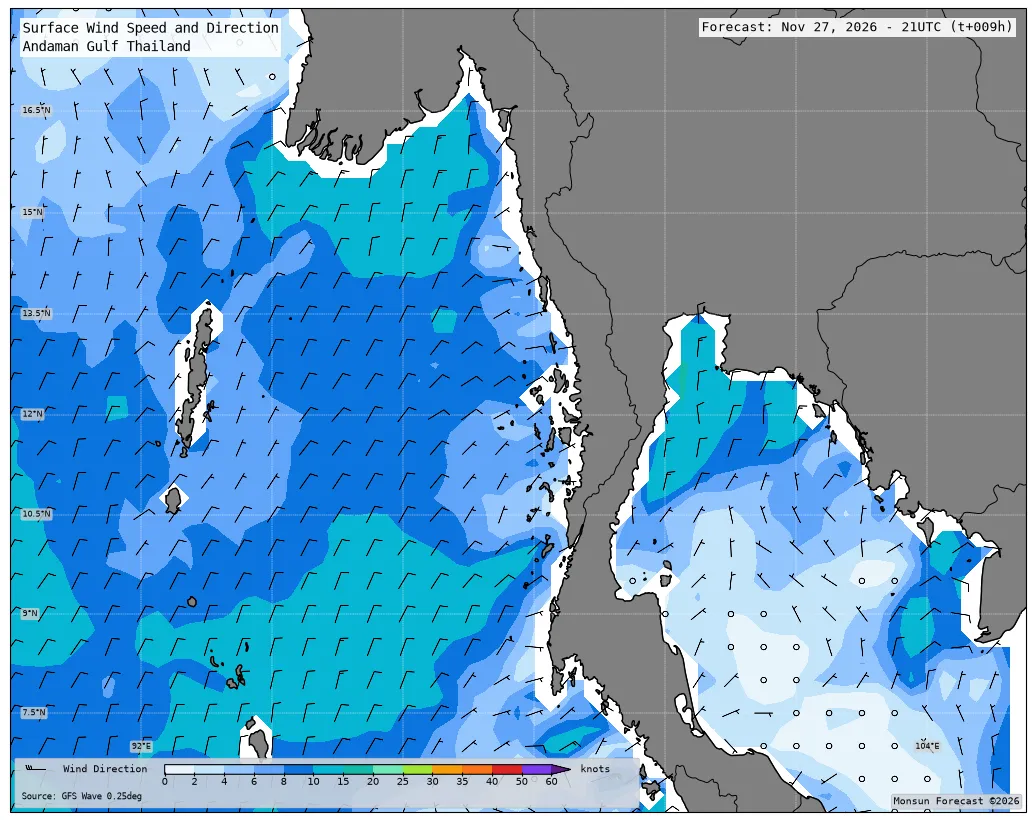 Surface Wind Speed and Direction
Andaman Gulf Thailand
Forecast: Nov 27, 2026 - 21UTC (t+009h)
16.5°N
15°N
13.5°N
12°N
10.5°N
9°N
7.5°N
92°E
104°E
Wind Direction
0 2 4 6 8 10 15 20 25 30 40 50 60
knots
Source: GFS Wave 0.25deg
Monsun Forecast ©2026